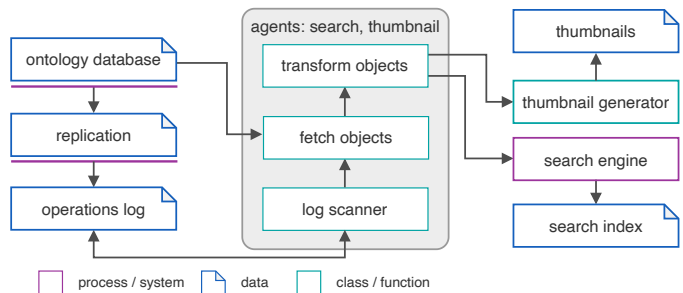 agents: search, thumbnail
thumbnails
ontology database
transform objects
thumbnail generator
replication
fetch objects
search engine
operations log
log scanner
search index
process / system
data
class / function